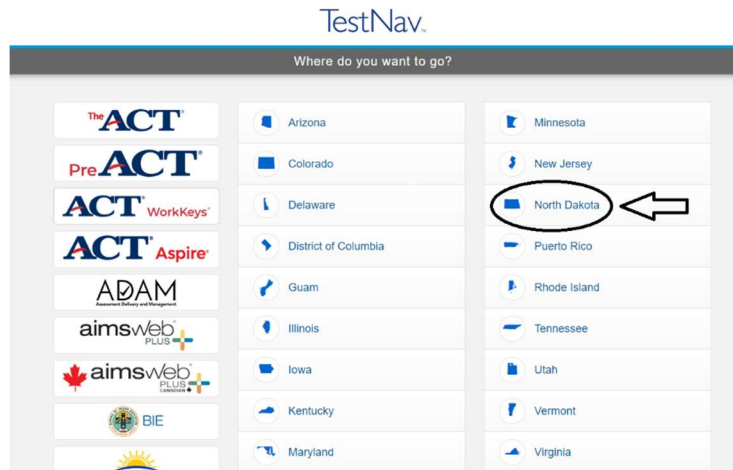 TestNav™
Where do you want to go?
The ACT®
PreACT®
ACT® WorkKeys®
ACT® Aspire®
ADAM
Assessment Delivery and Management
aimsweb
PLUS
aimsweb
PLUS
CANADIAN
BIE
Arizona
Colorado
Delaware
District of Columbia
Guam
Illinois
Iowa
Kentucky
Maryland
Minnesota
New Jersey
North Dakota
Puerto Rico
Rhode Island
Tennessee
Utah
Vermont
Virginia